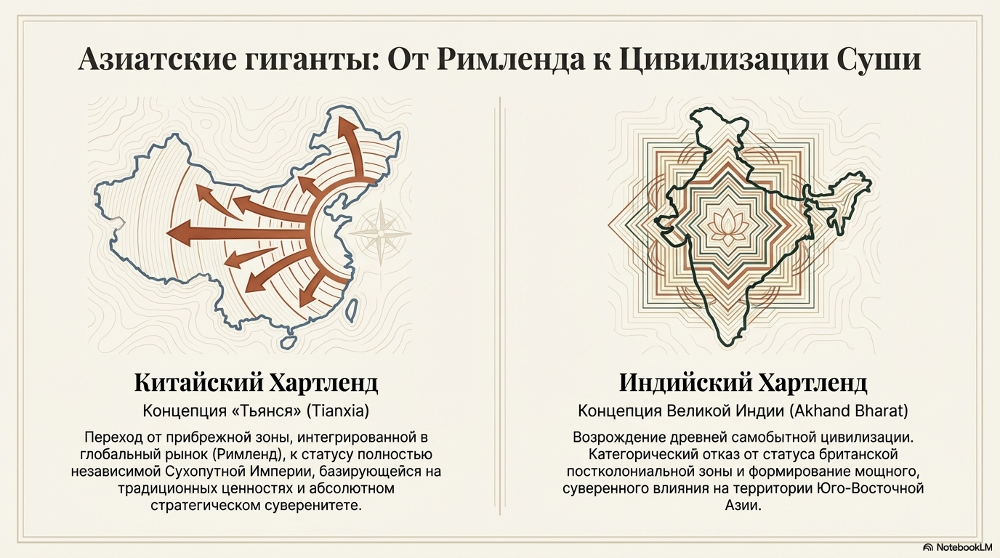 Азиатские гиганты: От Римленда к Цивилизации Суши
Китайский Хартленд
Концепция «Тьянся» (Tianxia)
Переход от прибрежной зоны, интегрированной в
глобальный рынок (Римленд), к статусу полностью
независимой Сухопутной Империи, базирующейся на
традиционных ценностях и абсолютном
стратегическом суверенитете.
Индийский Хартленд
Концепция Великой Индии (Akhand Bharat)
Возрождение древней самобытной цивилизации.
Категорический отказ от статуса британской
постколониальной зоны и формирование мощного,
суверенного влияния на территории Юго-Восточной
Азии.
NotebookLM